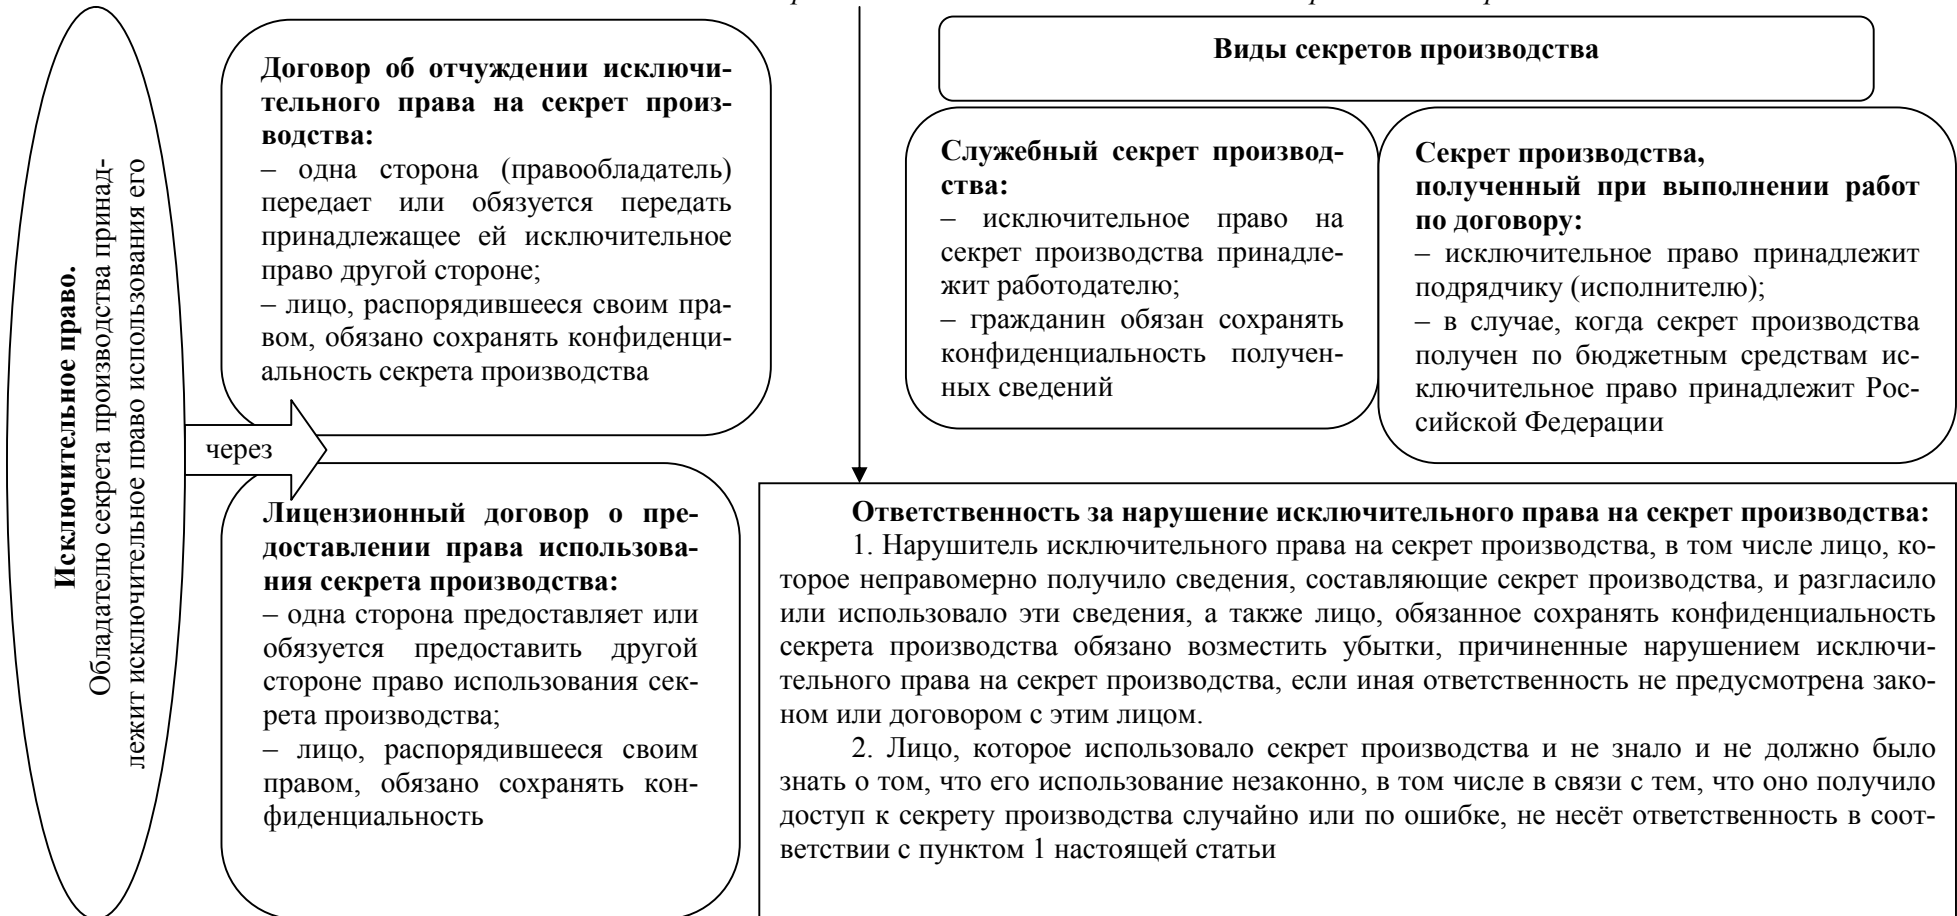 Исключительное право.
Обладателю секрета производства принад-
лежит исключительное право использования его
через
Договор об отчуждении исключи-
тельного права на секрет произ-
водства:
– одна сторона (правообладатель)
передает или обязуется передать
принадлежащее ей исключительное
право другой стороне;
– лицо, распорядившееся своим пра-
вом, обязано сохранять конфиденци-
альность секрета производства
Лицензионный договор о пре-
доставлении права использова-
ния секрета производства:
– одна сторона предоставляет или
обязуется предоставить другой
стороне право использования сек-
рета производства;
– лицо, распорядившееся своим
правом, обязано сохранять кон-
фиденциальность
Виды секретов производства
Служебный секрет производ-
ства:
– исключительное право на
секрет производства принадле-
жит работодателю;
– гражданин обязан сохранять
конфиденциальность получен-
ных сведений
Секрет производства,
полученный при выполнении работ
по договору:
– исключительное право принадлежит
подрядчику (исполнителю);
– в случае, когда секрет производства
получен по бюджетным средствам ис-
ключительное право принадлежит Рос-
сийской Федерации
Ответственность за нарушение исключительного права на секрет производства:
1. Нарушитель исключительного права на секрет производства, в том числе лицо, ко-
торое неправомерно получило сведения, составляющие секрет производства, и разгласило
или использовало эти сведения, а также лицо, обязанное сохранять конфиденциальность
секрета производства обязано возместить убытки, причиненные нарушением исключи-
тельного права на секрет производства, если иная ответственность не предусмотрена зако-
ном или договором с этим лицом.
2. Лицо, которое использовало секрет производства и не знало и не должно было
знать о том, что его использование незаконно, в том числе в связи с тем, что оно получило
доступ к секрету производства случайно или по ошибке, не несёт ответственность в соот-
ветствии с пунктом 1 настоящей статьи